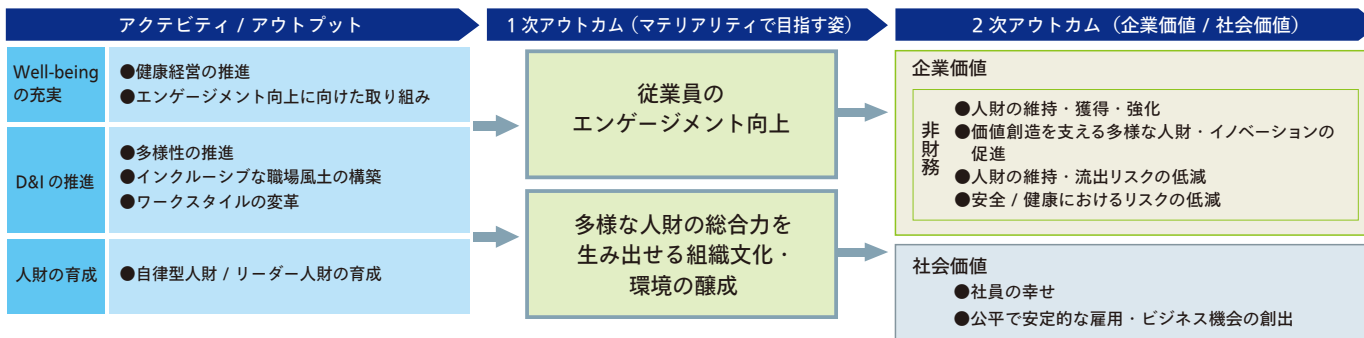 アクテビティ / アウトプット
1次アウトカム（マテリアリティで目指す姿）
2次アウトカム（企業価値 / 社会価値）
Well-being
の充実
●健康経営の推進
●エンゲージメント向上に向けた取り組み
D&I の推進
●多様性の推進
●インクルーシブな職場風土の構築
●ワークスタイルの変革
人財の育成
●自律型人財 / リーダー人財の育成
従業員の
エンゲージメント向上
多様な人財の総合力を
生み出せる組織文化・
環境の醸成
企業価値
非財務
●人財の維持・獲得・強化
●価値創造を支える多様な人財・イノベーションの
促進
●人財の維持・流出リスクの低減
●安全 / 健康におけるリスクの低減
社会価値
●社員の幸せ
●公平で安定的な雇用・ビジネス機会の創出